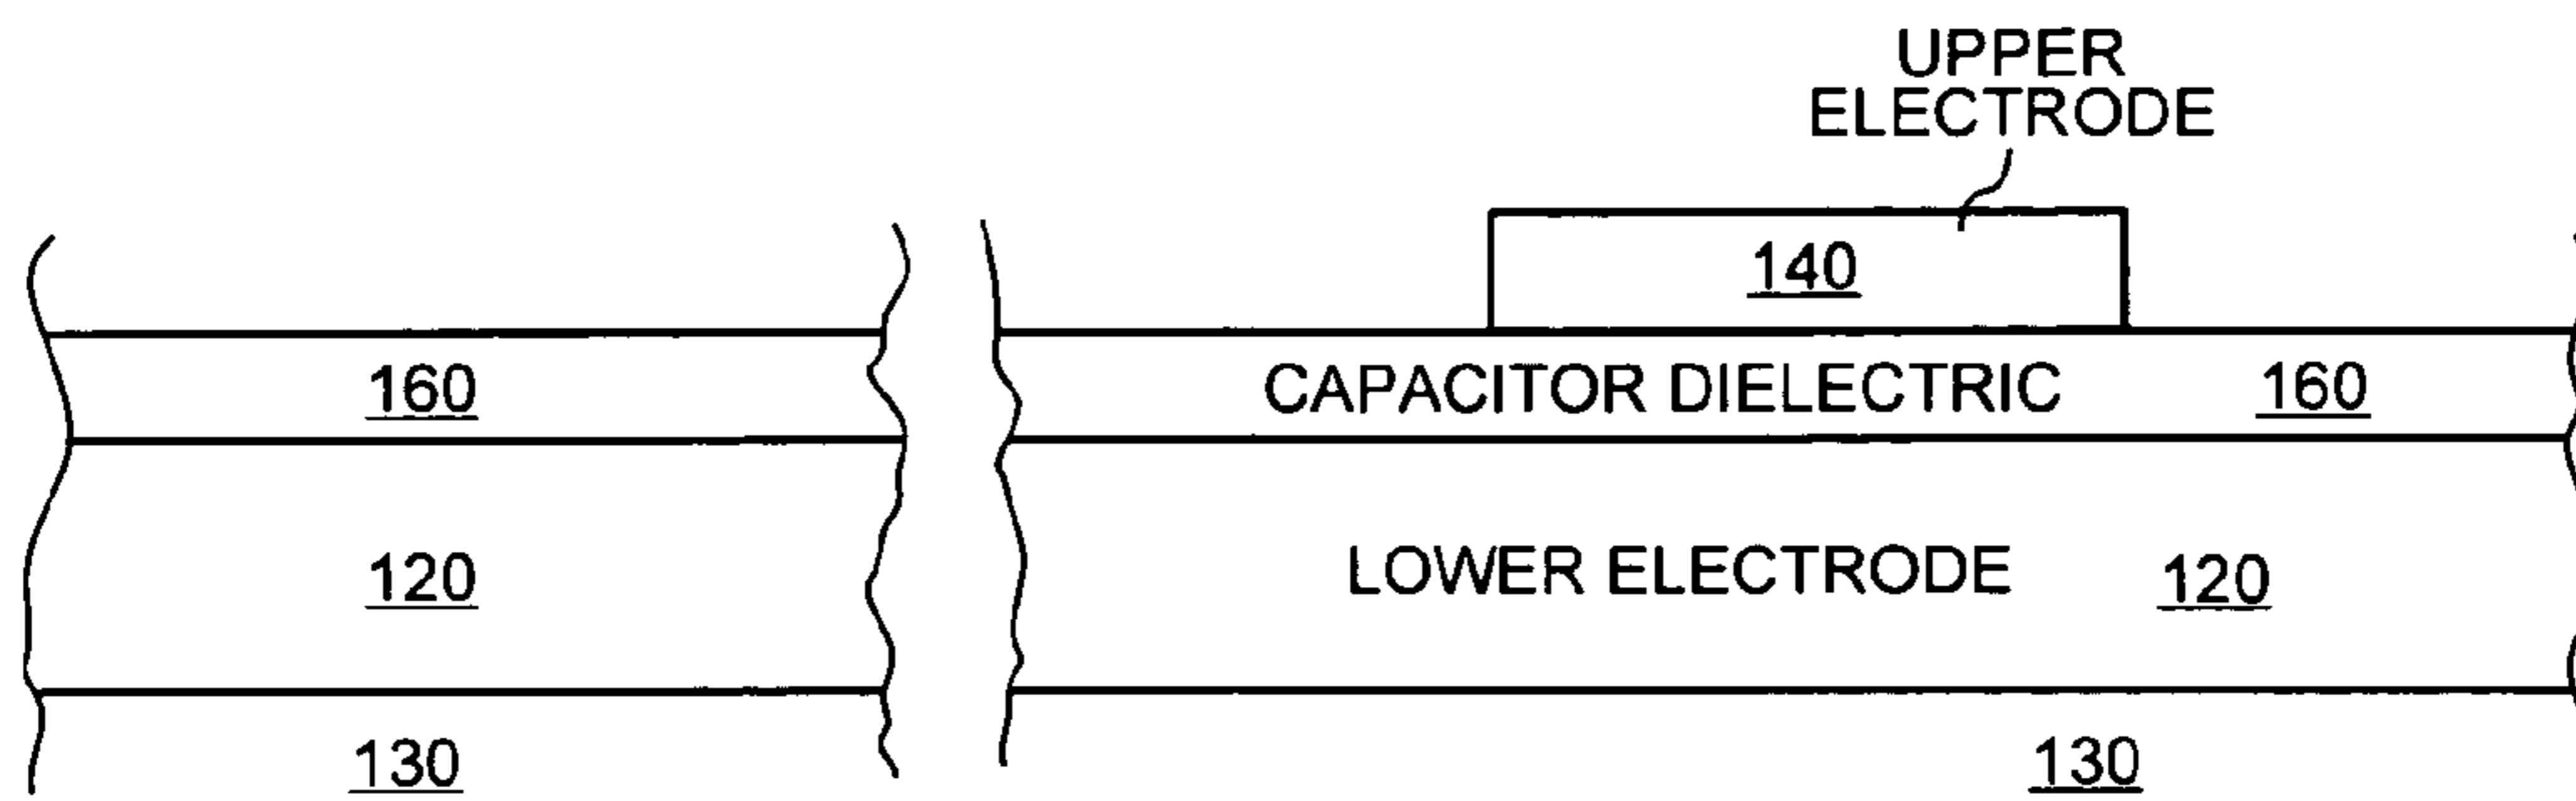 UPPER
ELECTRODE
140
160
CAPACITOR DIELECTRIC 160
120
LOWER ELECTRODE 120
130
130